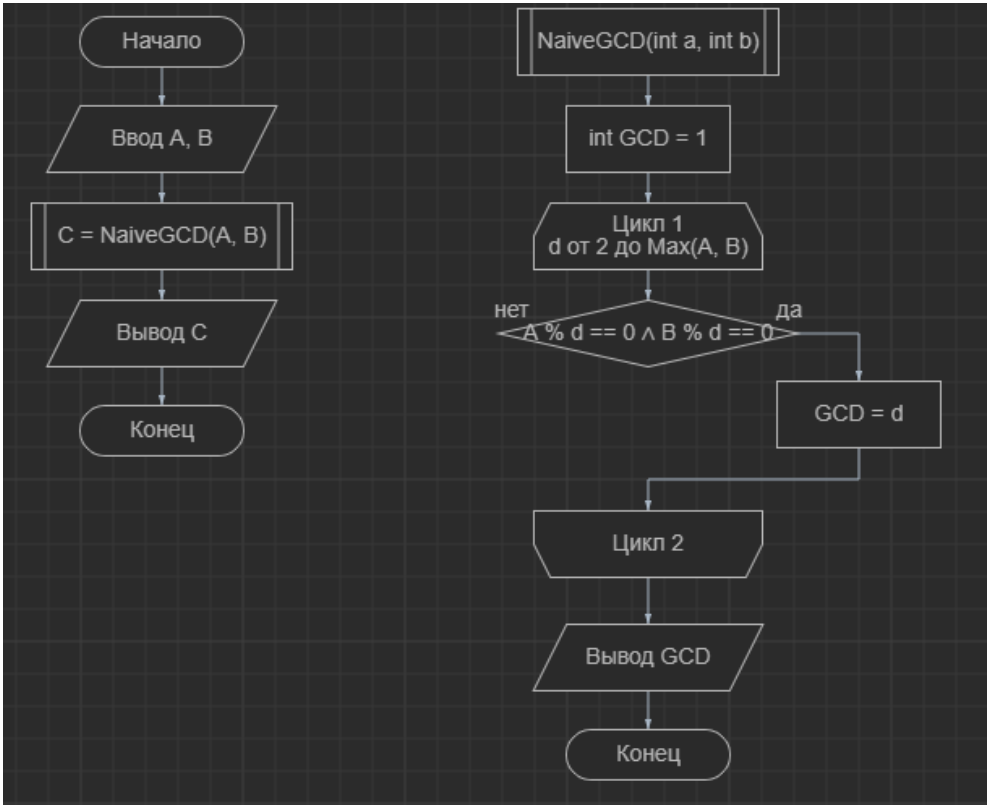 Начало
Ввод A, B
C = NaiveGCD(A, B)
Вывод C
Конец
NaiveGCD(int a, int b)
int GCD = 1
Цикл 1
d от 2 до Max(A, B)
нет
да
A % d == 0 ∧ B % d == 0
GCD = d
Цикл 2
Вывод GCD
Конец